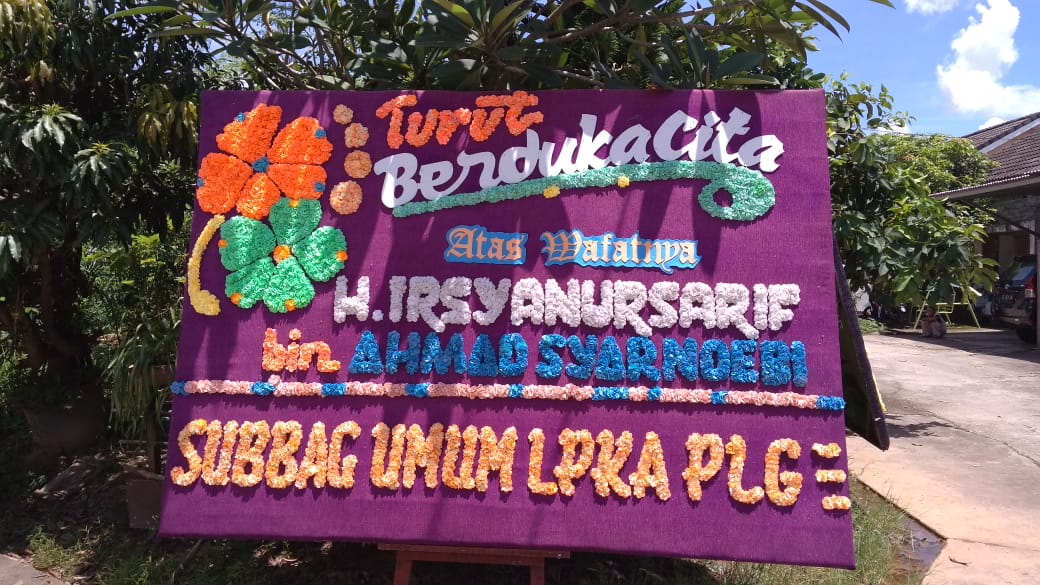 Turut
BerdukaCita
Atas Wafatnya
H. IRSYANURSARIF
bin AHMAD SYARNOEBI
SUBBAG UMUM LPKA PLG